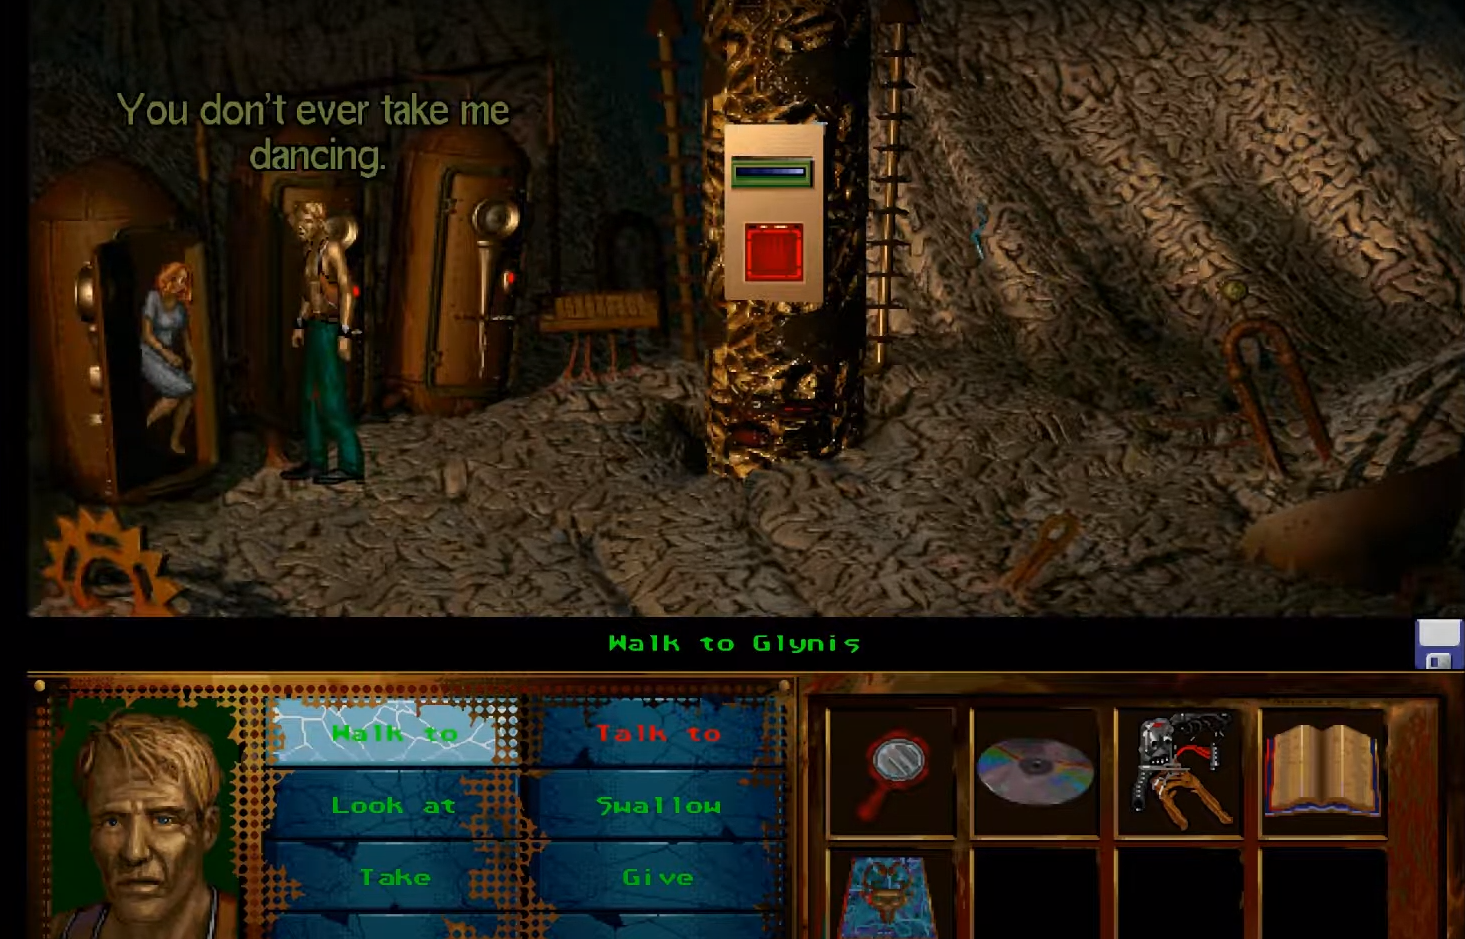 You don't ever take me
dancing.
Walk to Glynis
Walk to
Talk to
Look at
Swallow
Take
Give